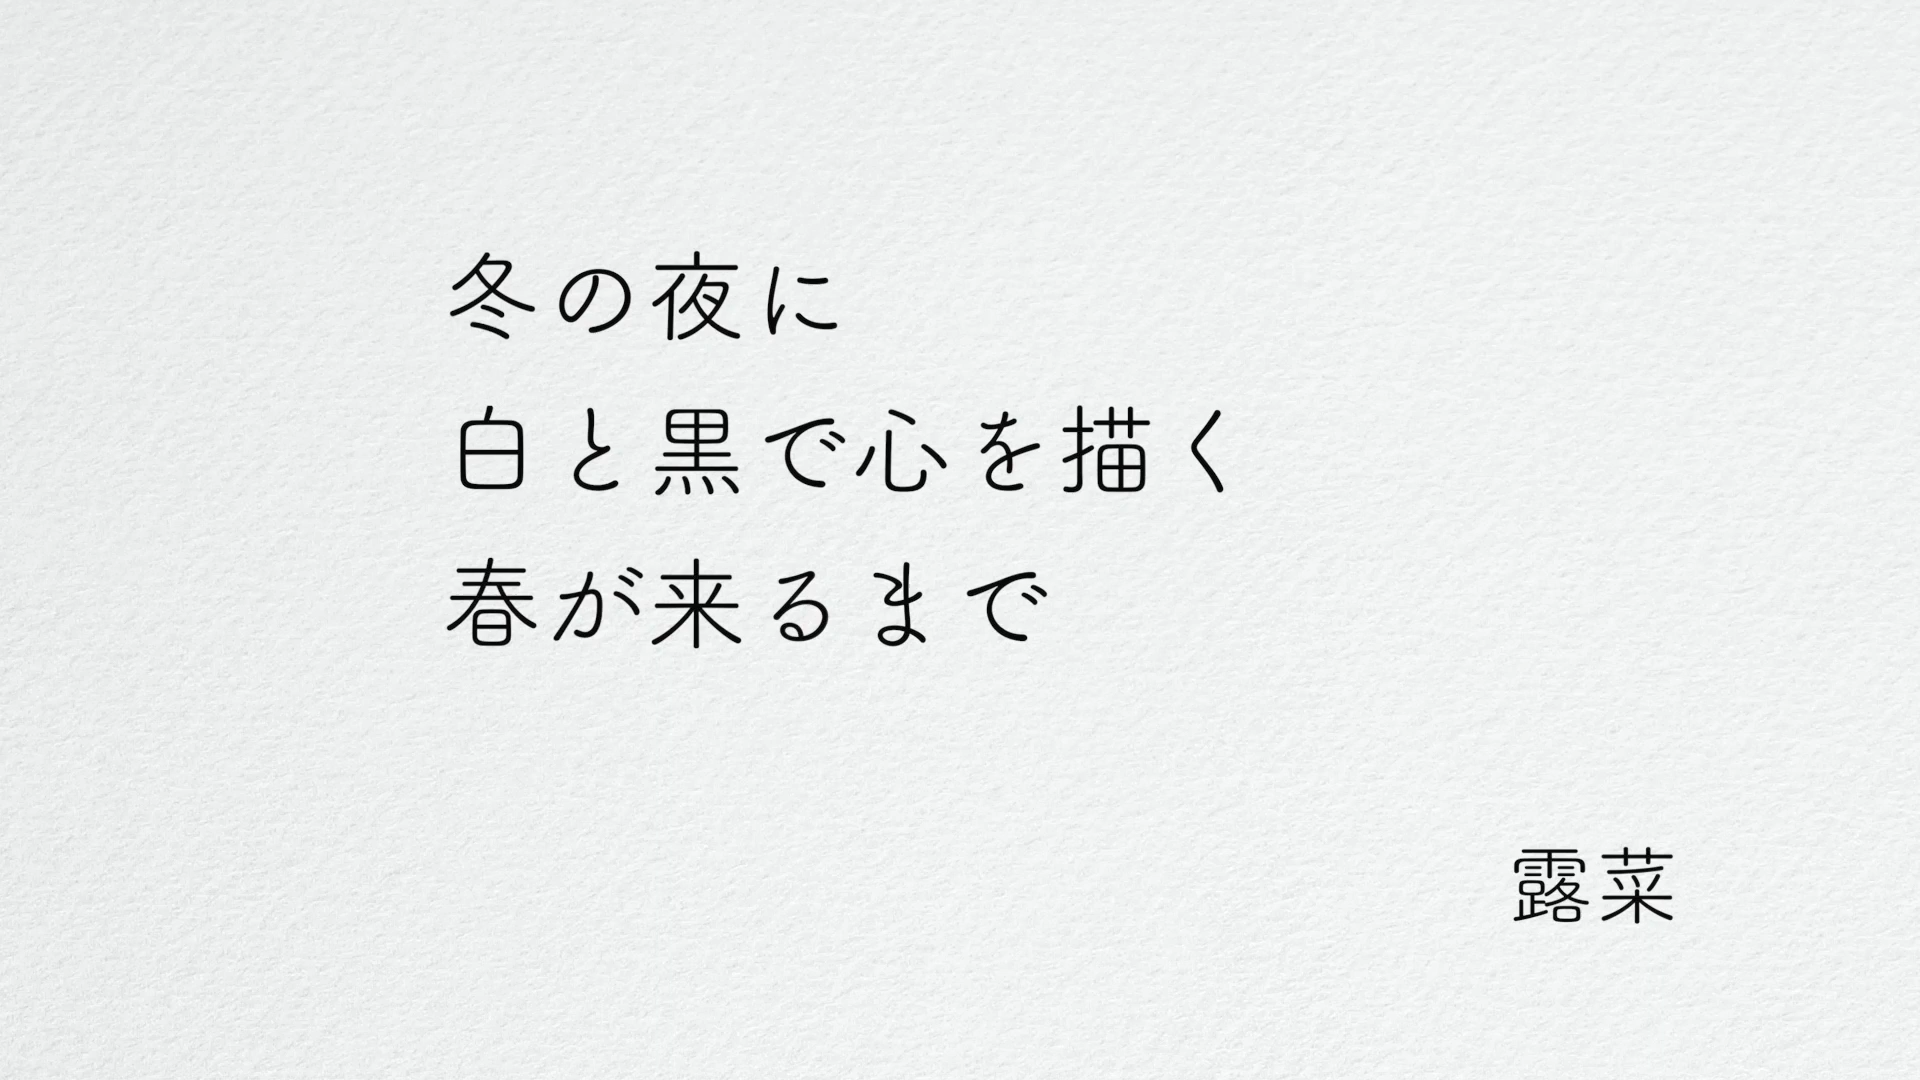 冬の夜に
白と黒で心を描く
春が来るまで
露菜